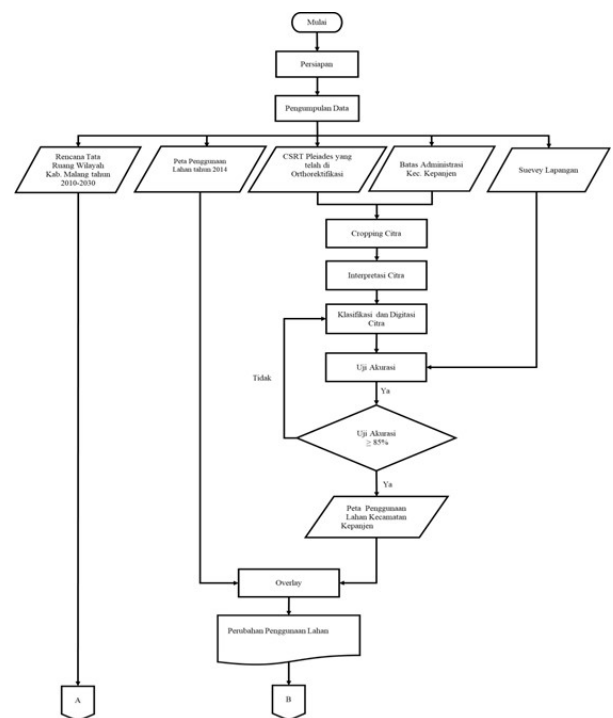 Mulai
Persiapan
Pengumpulan Data
Rencana Tata
Ruang Wilayah
Kab. Malang tahun
2010-2030
Peta Penggunaan
Lahan tahun 2014
CSRT Pleiades yang
telah di
Orthorektifikasi
Batas Administrasi
Kec. Kepanjen
Suevey Lapangan
Cropping Citra
Interpretasi Citra
Klasifikasi dan Digitasi
Citra
Uji Akurasi
Tidak
Ya
Uji Akurasi
≥ 85%
Ya
Peta Penggunaan
Lahan Kecamatan
Kepanjen
Overlay
Perubahan Penggunaan Lahan
A
B